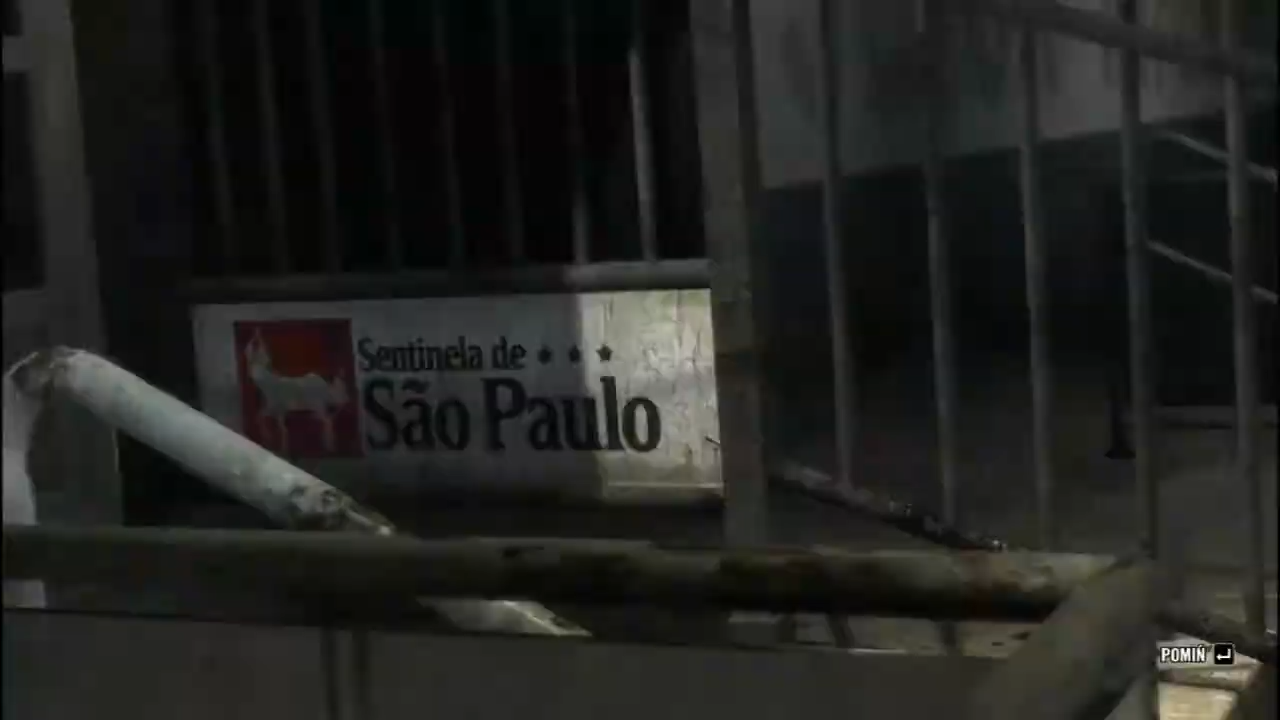 Sentinela de ★ ★ ★
São Paulo
POMIŃ ↵